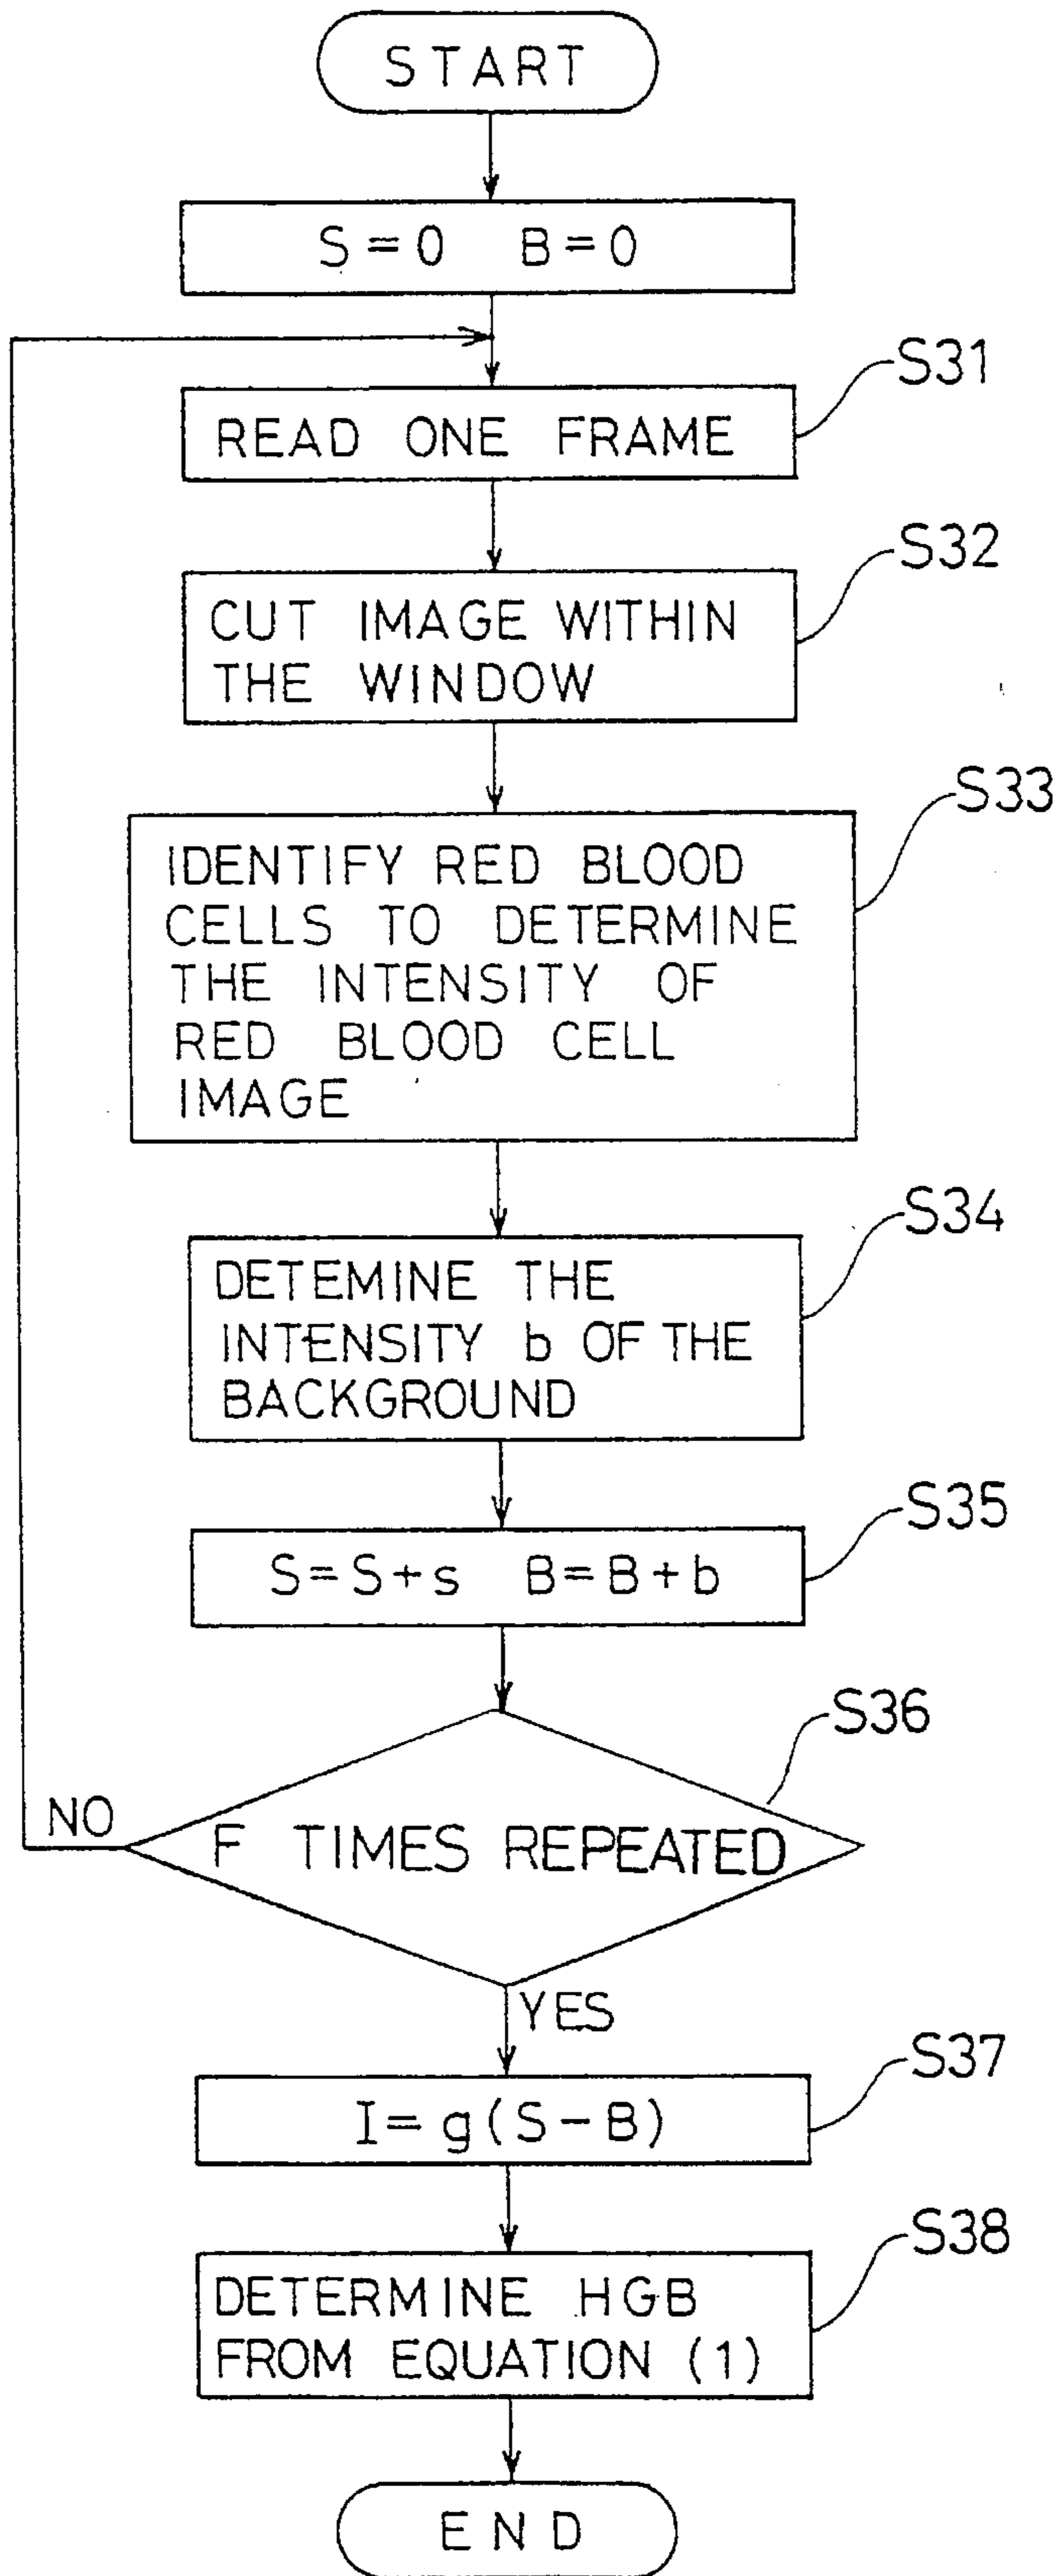 START
S=0 B=0
S31
READ ONE FRAME
S32
CUT IMAGE WITHIN
THE WINDOW
S33
IDENTIFY RED BLOOD
CELLS TO DETERMINE
THE INTENSITY OF
RED BLOOD CELL
IMAGE
S34
DETEMINE THE
INTENSITY b OF THE
BACKGROUND
S35
S=S+s B=B+b
S36
NO
F TIMES REPEATED
YES
S37
I=g(S-B)
S38
DETERMINE HGB
FROM EQUATION (1)
END